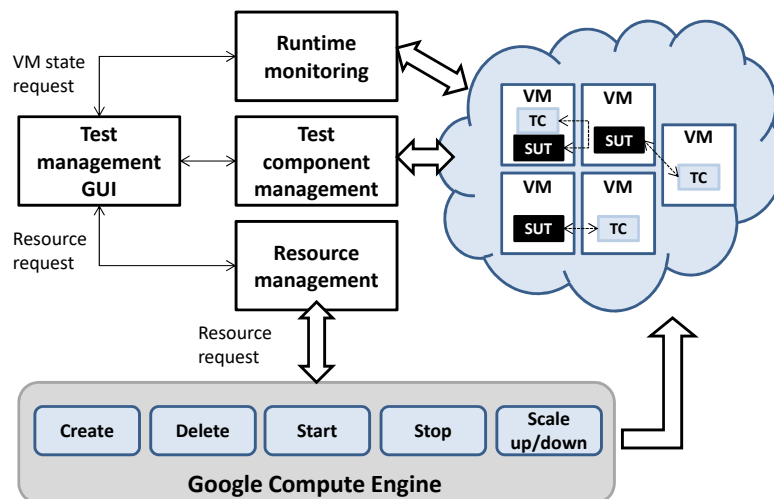 VM state
request
Runtime
monitoring
Test
management
GUI
Test
component
management
Resource
request
Resource
management
VM
TC
SUT
VM
SUT
VM
TC
VM
SUT
VM
TC
Resource
request
Create
Delete
Start
Stop
Scale
up/down
Google Compute Engine